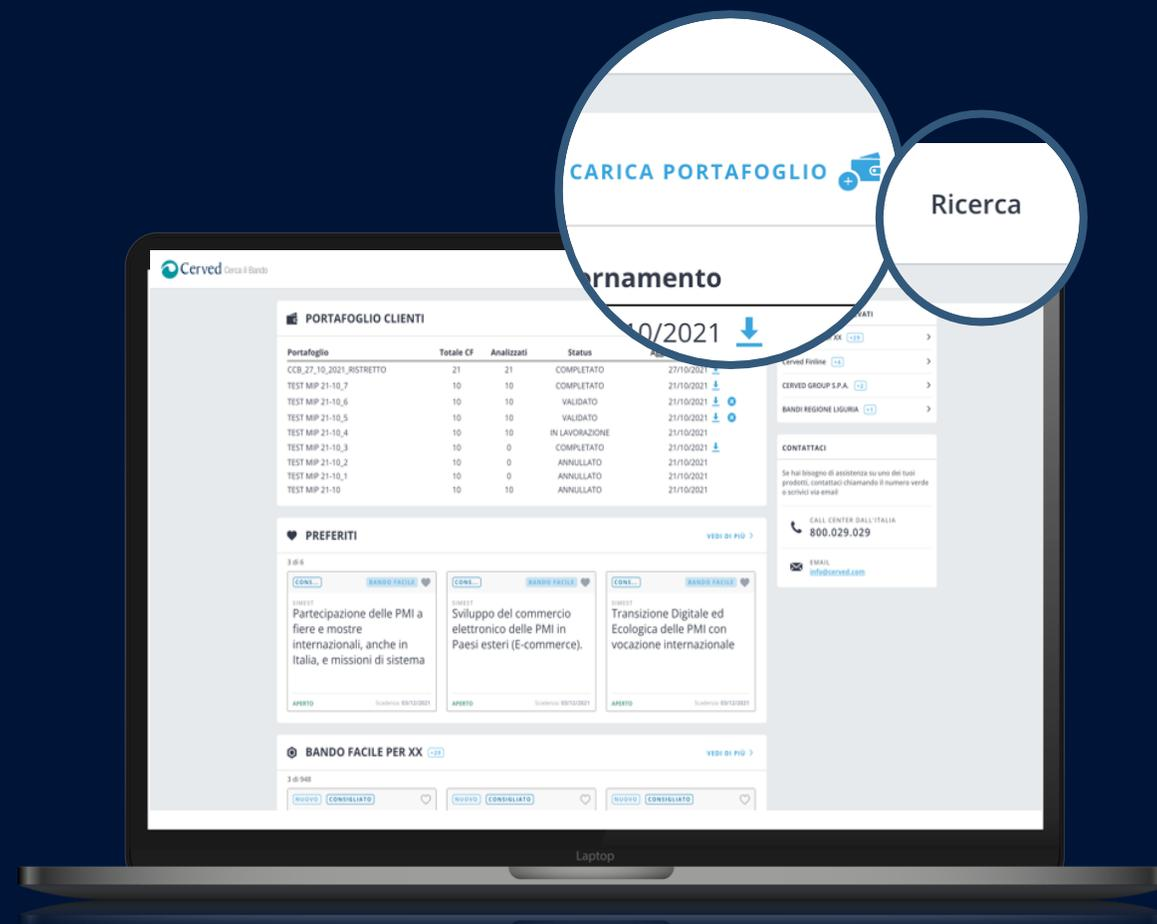 CARICA PORTAFOGLIO
Ricerca
ornamento
10/2021
Cerved Cerca il Bando
PORTAFOGLIO CLIENTI
Portafoglio Totale CF Analizzati Status
CCB_27_10_2021_RISTRETTO 21 21 COMPLETATO 27/10/2021
TEST MIP 21-10_7 10 10 COMPLETATO 21/10/2021
TEST MIP 21-10_6 10 10 VALIDATO 21/10/2021
TEST MIP 21-10_5 10 10 VALIDATO 21/10/2021
TEST MIP 21-10_4 10 10 IN LAVORAZIONE 21/10/2021
TEST MIP 21-10_3 10 0 COMPLETATO 21/10/2021
TEST MIP 21-10_2 10 0 ANNULLATO 21/10/2021
TEST MIP 21-10_1 10 0 ANNULLATO 21/10/2021
TEST MIP 21-10 10 10 ANNULLATO 21/10/2021
VATI
XX +29
Cerved Finline +6
CERVED GROUP S.P.A. +2
BANDI REGIONE LIGURIA +1
CONTATTACI
Se hai bisogno di assistenza su uno dei tuoi
prodotti, contattaci chiamando il numero verde
o scrivici via email
CALL CENTER DALL'ITALIA
800.029.029
EMAIL
info@cerved.com
PREFERITI VEDI DI PIÙ
3 di 6
CONS... BANDO FACILE
SIMEST
Partecipazione delle PMI a
fiere e mostre
internazionali, anche in
Italia, e missioni di sistema
APERTO Scadenza: 03/12/2021
CONS... BANDO FACILE
SIMEST
Sviluppo del commercio
elettronico delle PMI in
Paesi esteri (E-commerce).
APERTO Scadenza: 03/12/2021
CONS... BANDO FACILE
SIMEST
Transizione Digitale ed
Ecologica delle PMI con
vocazione internazionale
APERTO Scadenza: 03/12/2021
BANDO FACILE PER XX +29 VEDI DI PIÙ
3 di 948
NUOVO CONSIGLIATO
NUOVO CONSIGLIATO
NUOVO CONSIGLIATO
Laptop